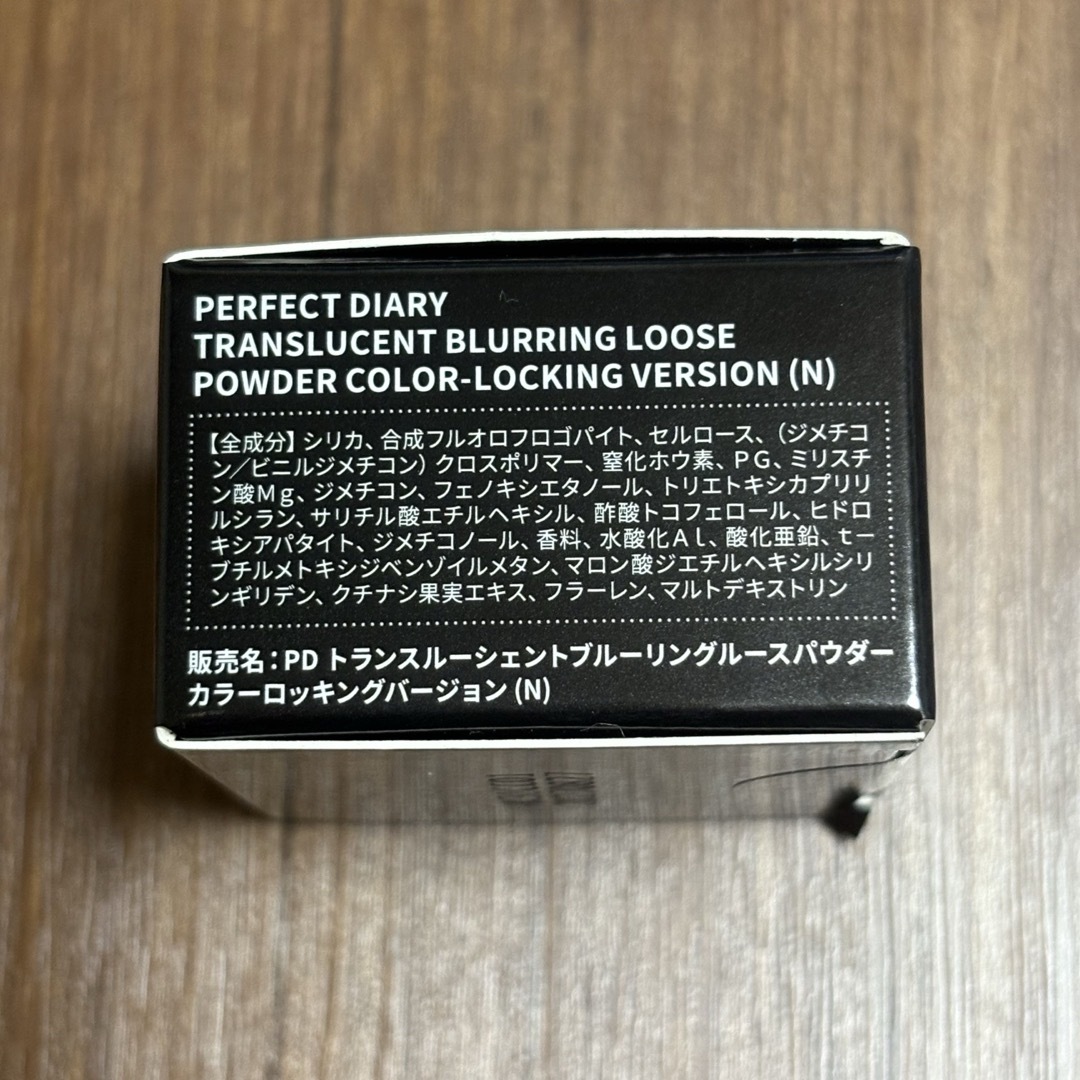 PERFECT DIARY
TRANSLUCENT BLURRING LOOSE
POWDER COLOR-LOCKING VERSION (N)
【全成分】シリカ、合成フルオロフロゴパイト、セルロース、（ジメチコ
ン／ビニルジメチコン）クロスポリマー、窒化ホウ素、ＰＧ、ミリスチ
ン酸Ｍｇ、ジメチコン、フェノキシエタノール、トリエトキシカプリリ
ルシラン、サリチル酸エチルヘキシル、酢酸トコフェロール、ヒドロ
キシアパタイト、ジメチコノール、香料、水酸化Ａｌ、酸化亜鉛、ｔ－
ブチルメトキシジベンゾイルメタン、マロン酸ジエチルヘキシルシリ
ンギリデン、クチナシ果実エキス、フラーレン、マルトデキストリン
販売名：PD トランスルーシェントブルーリングルースパウダー
カラーロッキングバージョン (N)